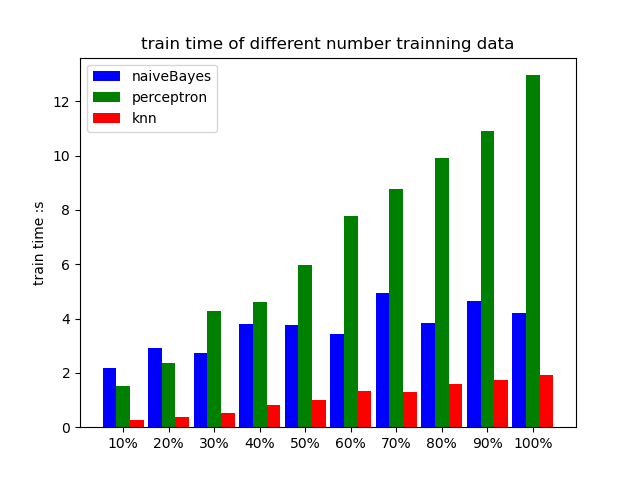 train time of different number trainning data
naiveBayes
perceptron
knn
train time :s
12
10
8
6
4
2
0
10% 20% 30% 40% 50% 60% 70% 80% 90% 100%